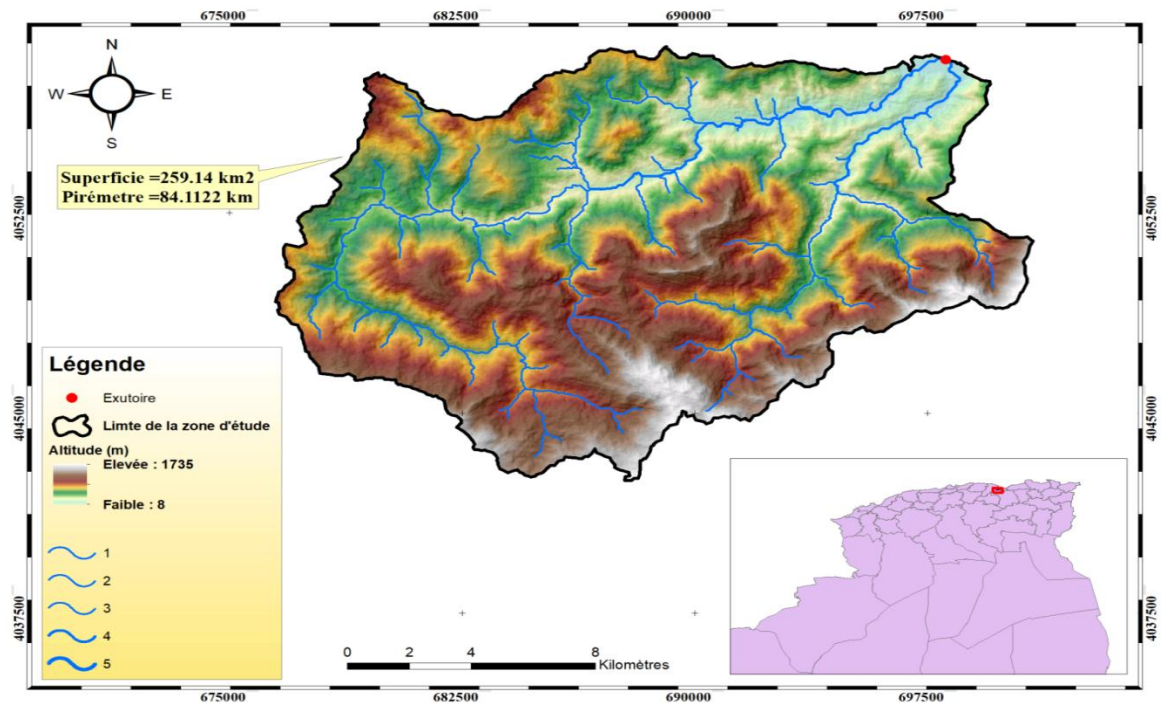 675000 682500 690000 697500
N
W E
S
Superficie =259.14 km2
Pirémetre =84.1122 km
4052500 4052500
Légende
Exutoire
Limte de la zone d'étude
Altitude (m)
Elevée : 1735
Faible : 8
1
2
3
4
5
4045000 4045000
4037500 4037500
0 2 4 8
Kilomètres
675000 682500 690000 697500